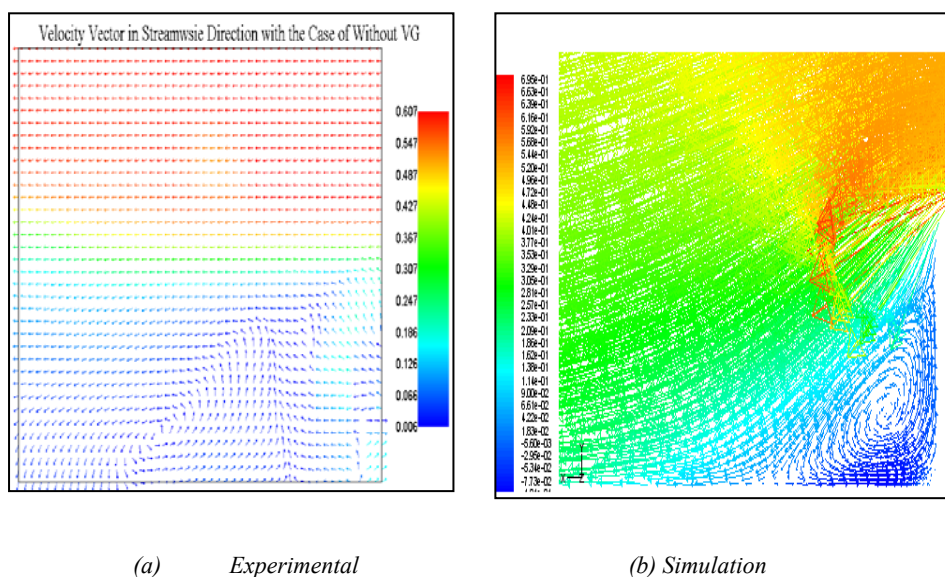 Velocity Vector in Streamwsie Direction with the Case of Without VG
0.607
0.547
0.487
0.427
0.367
0.307
0.247
0.186
0.126
0.066
0.006
6.95e-01
6.63e-01
6.39e-01
6.16e-01
5.92e-01
5.68e-01
5.44e-01
5.20e-01
4.96e-01
4.72e-01
4.48e-01
4.24e-01
4.01e-01
3.77e-01
3.53e-01
3.29e-01
3.05e-01
2.81e-01
2.57e-01
2.33e-01
2.09e-01
1.86e-01
1.62e-01
1.38e-01
1.14e-01
9.00e-02
6.61e-02
4.22e-02
1.83e-02
-5.60e-03
-2.95e-02
-5.34e-02
-7.73e-02
Y
X Z
(a) Experimental
(b) Simulation